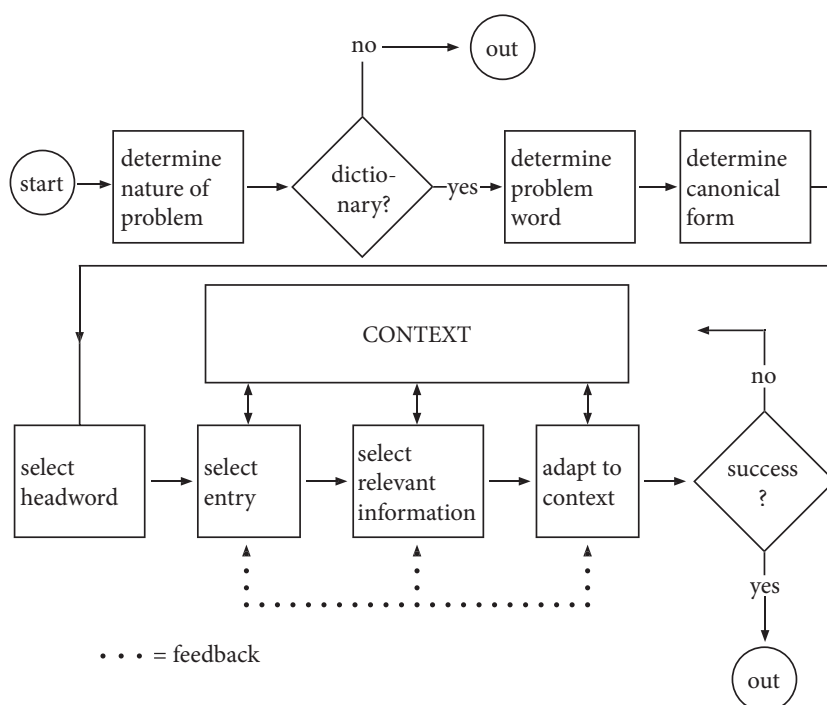 no
out
start
determine
nature of
problem
dictio-
nary?
yes
determine
problem
word
determine
canonical
form
CONTEXT
no
select
headword
select
entry
select
relevant
information
adapt to
context
success
?
yes
• • • = feedback
out